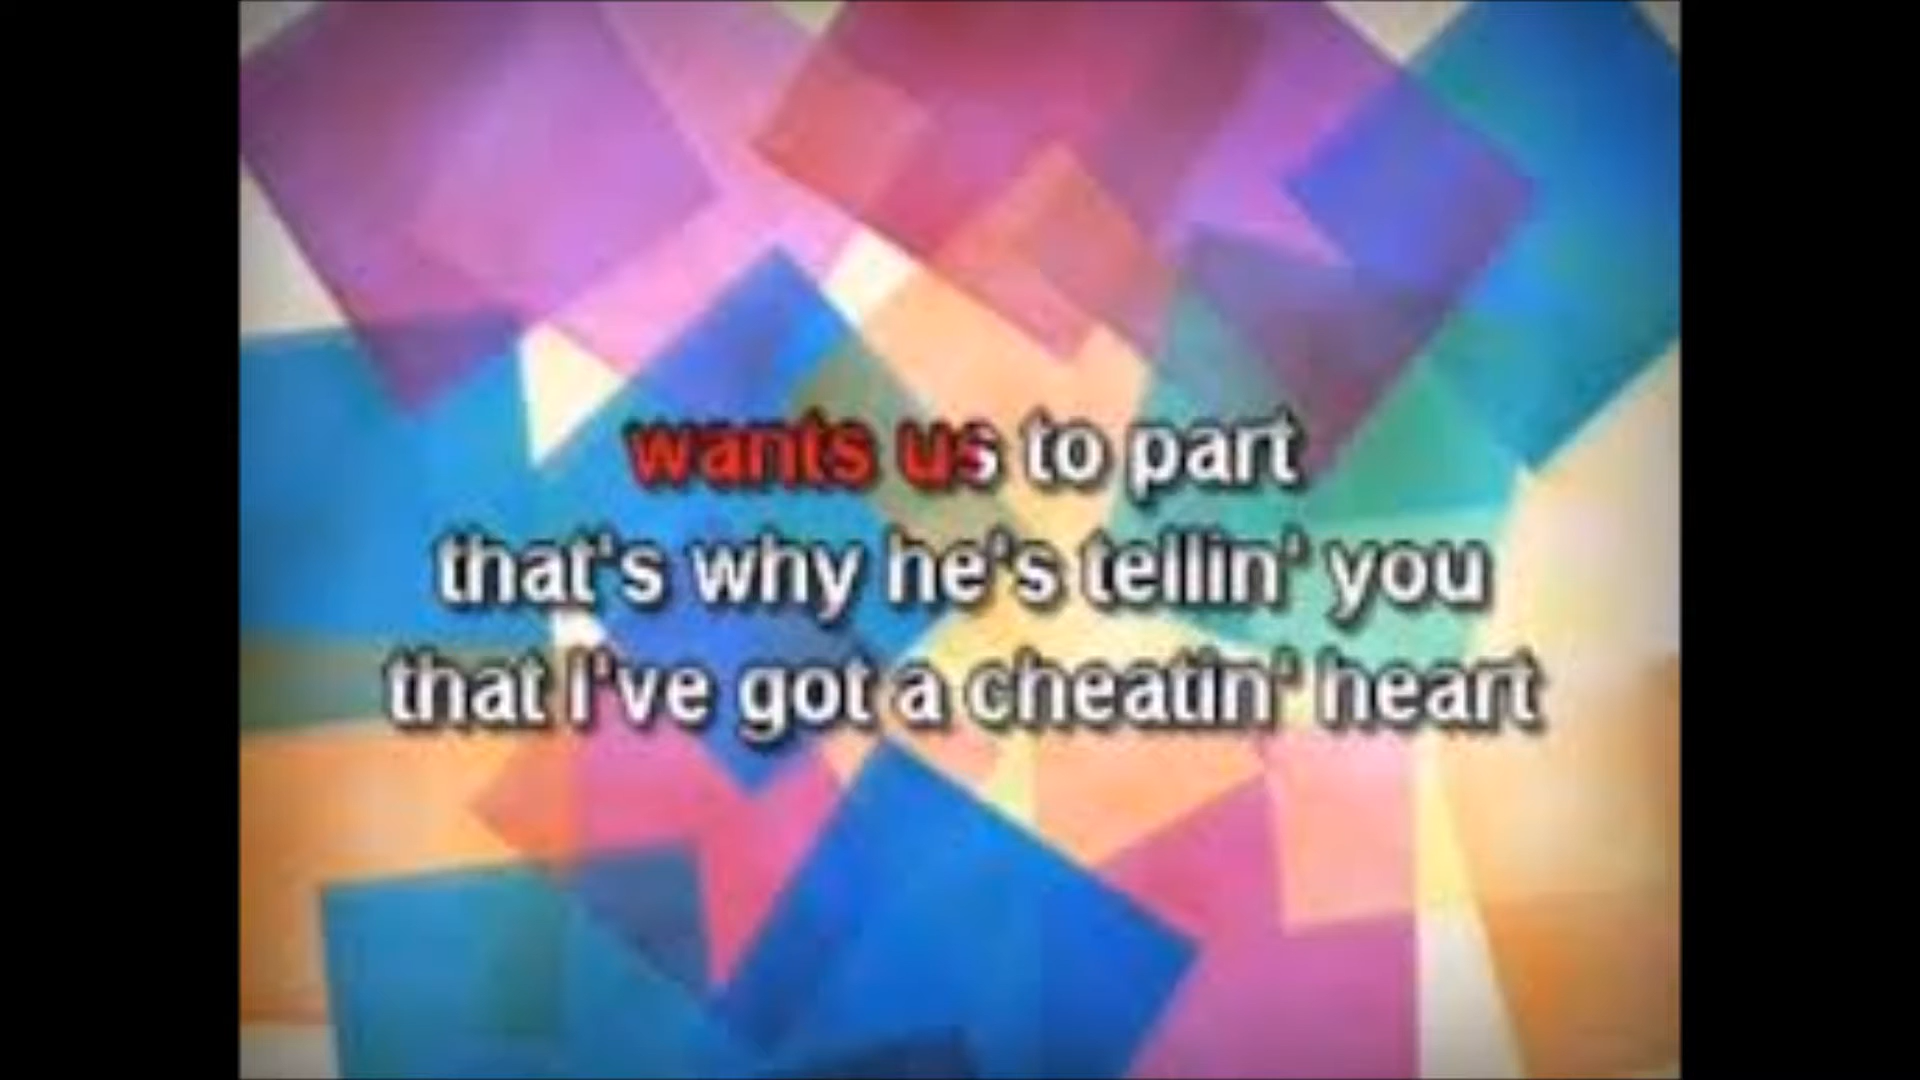 wants us to part
that's why he's tellin' you
that I've got a cheatin' heart